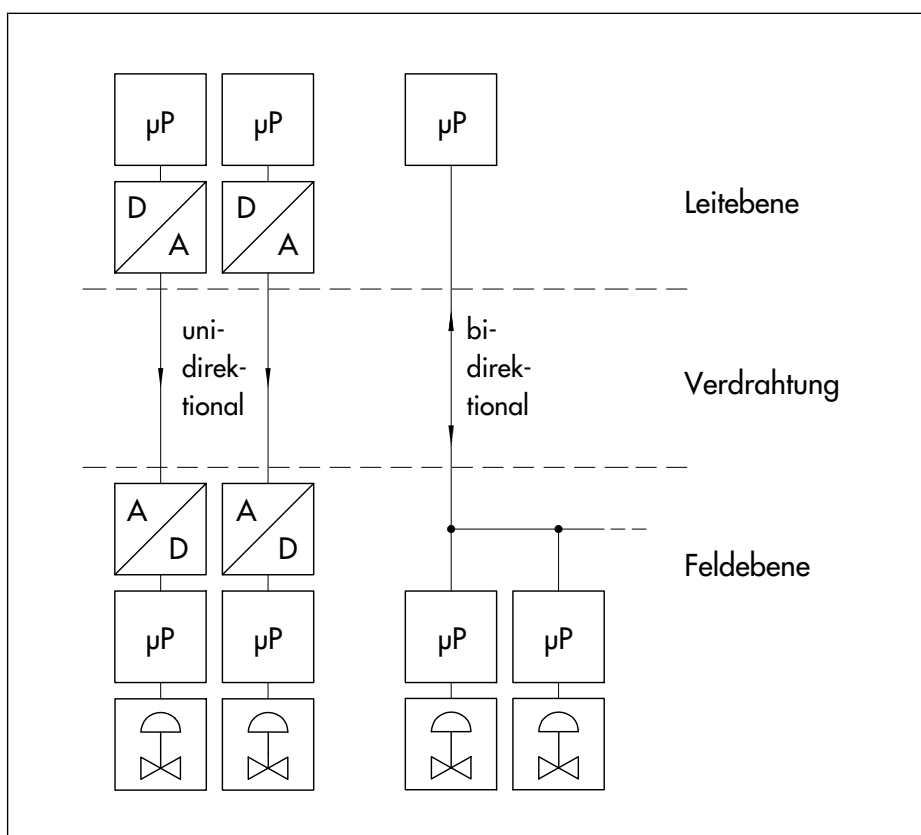 µP
µP
µP
D
A
D
A
Leitebene
uni-
direk-
tional
bi-
direk-
tional
Verdrahtung
A
D
A
D
Feldebene
µP
µP
µP
µP